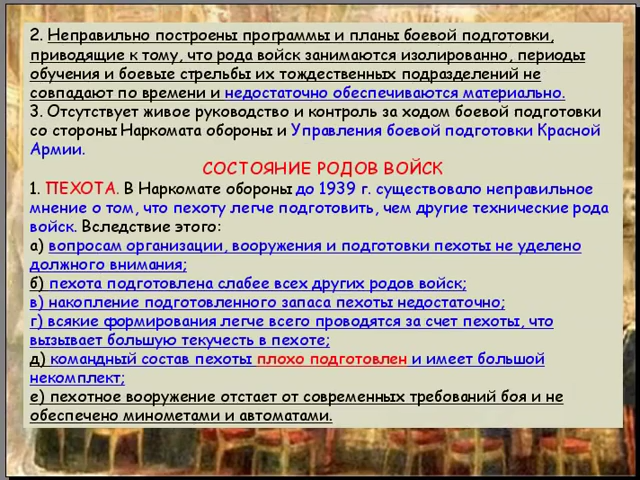 2. Неправильно построены программы и планы боевой подготовки,
приводящие к тому, что рода войск занимаются изолированно, периоды
обучения и боевые стрельбы их тождественных подразделений не
совпадают по времени и недостаточно обеспечиваются материально.
3. Отсутствует живое руководство и контроль за ходом боевой подготовки
со стороны Наркомата обороны и Управления боевой подготовки Красной
Армии.
СОСТОЯНИЕ РОДОВ ВОЙСК
1. ПЕХОТА. В Наркомате обороны до 1939 г. существовало неправильное
мнение о том, что пехоту легче подготовить, чем другие технические рода
войск. Вследствие этого:
а) вопросам организации, вооружения и подготовки пехоты не уделено
должного внимания;
б) пехота подготовлена слабее всех других родов войск;
в) накопление подготовленного запаса пехоты недостаточно;
г) всякие формирования легче всего проводятся за счет пехоты, что
вызывает большую текучесть в пехоте;
д) командный состав пехоты плохо подготовлен и имеет большой
некомплект;
е) пехотное вооружение отстает от современных требований боя и не
обеспечено минометами и автоматами.